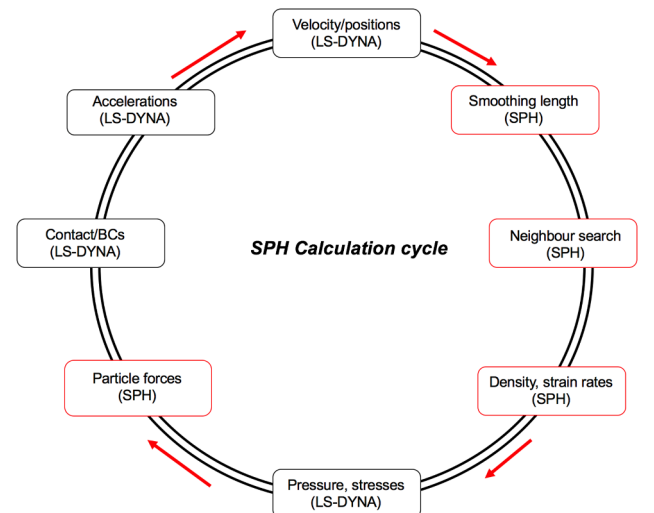 Velocity/positions
(LS-DYNA)
Smoothing length
(SPH)
Neighbour search
(SPH)
Density, strain rates
(SPH)
Pressure, stresses
(LS-DYNA)
Particle forces
(SPH)
Contact/BCs
(LS-DYNA)
Accelerations
(LS-DYNA)
SPH Calculation cycle